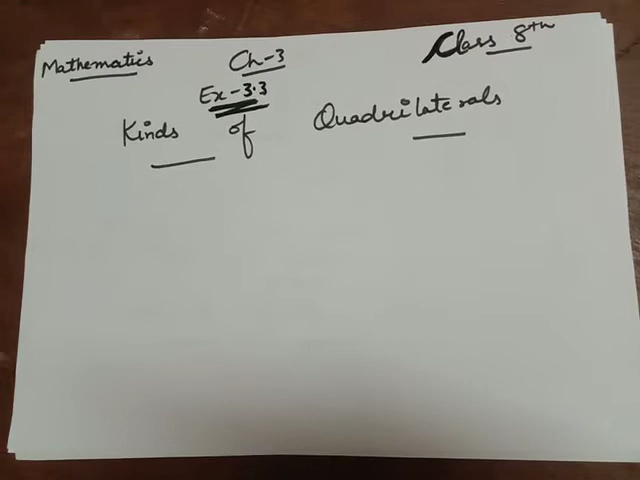 Mathematics Ch-3 Class 8th
Ex-3.3
Kinds of Quadrilaterals